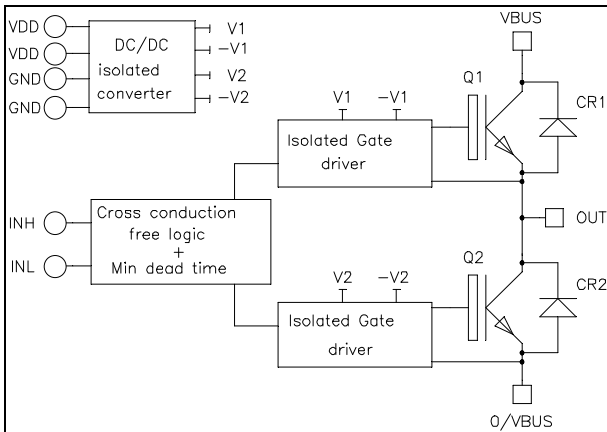 VDD
VDD
GND
GND
DC/DC
isolated
converter
V1
-V1
V2
-V2
VBUS
Q1
CR1
V1
-V1
Isolated Gate
driver
INH
INL
Cross conduction
free logic
+
Min dead time
OUT
V2
-V2
Isolated Gate
driver
Q2
CR2
0/VBUS